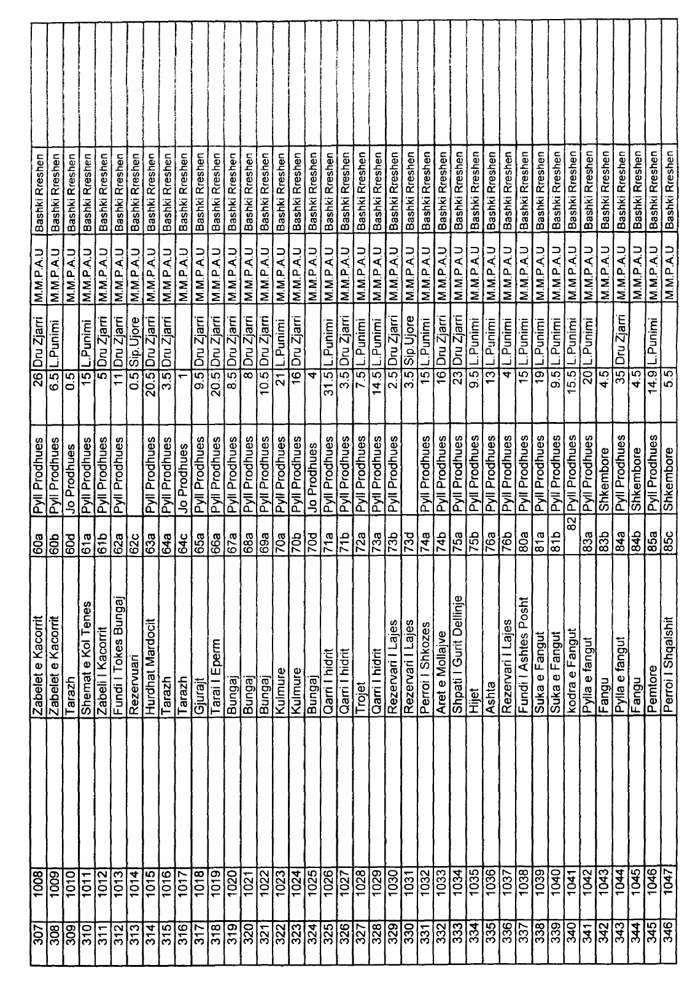 307 1008 Zabelet e Kacorrit 60a Pyll Prodhues 26 Dru Zjarri M.M.P.A.U Bashki Rreshen
308 1009 Zabelet e Kacorrit 60b Pyll Prodhues 6.5 L.Punimi M.M.P.A.U Bashki Rreshen
309 1010 Tarazh 60d Jo Prodhues 0.5 M.M.P.A.U Bashki Rreshen
310 1011 Shemat e Kol Tenes 61a Pyll Prodhues 15 L.Punimi M.M.P.A.U Bashki Rreshen
311 1012 Zabeli I Kacorrit 61b Pyll Prodhues 5 Dru Zjarri M.M.P.A.U Bashki Rreshen
312 1013 Fundi I Tokes Bungaj 62a Pyll Prodhues 11 Dru Zjarri M.M.P.A.U Bashki Rreshen
313 1014 Rezervuari 62c 0.5 Sip.Ujore M.M.P.A.U Bashki Rreshen
314 1015 Hurdhat Mardocit 63a Pyll Prodhues 20.5 Dru Zjarri M.M.P.A.U Bashki Rreshen
315 1016 Tarazh 64a Pyll Prodhues 3.5 Dru Zjarri M.M.P.A.U Bashki Rreshen
316 1017 Tarazh 64c Jo Prodhues 1 M.M.P.A.U Bashki Rreshen
317 1018 Gjurajt 65a Pyll Prodhues 9.5 Dru Zjarri M.M.P.A.U Bashki Rreshen
318 1019 Tarai I Eperm 66a Pyll Prodhues 20.5 Dru Zjarri M.M.P.A.U Bashki Rreshen
319 1020 Bungaj 67a Pyll Prodhues 8.5 Dru Zjarri M.M.P.A.U Bashki Rreshen
320 1021 Bungaj 68a Pyll Prodhues 8 Dru Zjarri M.M.P.A.U Bashki Rreshen
321 1022 Bungaj 69a Pyll Prodhues 10.5 Dru Zjarri M.M.P.A.U Bashki Rreshen
322 1023 Kulmure 70a Pyll Prodhues 21 L.Punimi M.M.P.A.U Bashki Rreshen
323 1024 Kulmure 70b Pyll Prodhues 16 Dru Zjarri M.M.P.A.U Bashki Rreshen
324 1025 Bungaj 70d Jo Prodhues 4 M.M.P.A.U Bashki Rreshen
325 1026 Qarri I hidrit 71a Pyll Prodhues 31.5 L.Punimi M.M.P.A.U Bashki Rreshen
326 1027 Qarri I hidrit 71b Pyll Prodhues 3.5 Dru Zjarri M.M.P.A.U Bashki Rreshen
327 1028 Trojet 72a Pyll Prodhues 7.5 L.Punimi M.M.P.A.U Bashki Rreshen
328 1029 Qarri I hidrit 73a Pyll Prodhues 14.5 L.Punimi M.M.P.A.U Bashki Rreshen
329 1030 Rezervari I Lajes 73b Pyll Prodhues 2.5 Dru Zjarri M.M.P.A.U Bashki Rreshen
330 1031 Rezervari I Lajes 73d 3.5 Sip.Ujore M.M.P.A.U Bashki Rreshen
331 1032 Perroi I Shkozes 74a Pyll Prodhues 15 L.Punimi M.M.P.A.U Bashki Rreshen
332 1033 Aret e Mollajve 74b Pyll Prodhues 16 Dru Zjarri M.M.P.A.U Bashki Rreshen
333 1034 Shpati I Gurit Dellinje 75a Pyll Prodhues 23 Dru Zjarri M.M.P.A.U Bashki Rreshen
334 1035 Hijet 75b Pyll Prodhues 9.5 L.Punimi M.M.P.A.U Bashki Rreshen
335 1036 Ashta 76a Pyll Prodhues 13 L.Punimi M.M.P.A.U Bashki Rreshen
336 1037 Rezervari I Lajes 76b Pyll Prodhues 4 L.Punimi M.M.P.A.U Bashki Rreshen
337 1038 Fundi I Ashtes Posht 80a Pyll Prodhues 15 L.Punimi M.M.P.A.U Bashki Rreshen
338 1039 Suka e Fangut 81a Pyll Prodhues 19 L.Punimi M.M.P.A.U Bashki Rreshen
339 1040 Suka e Fangut 81b Pyll Prodhues 9.5 L.Punimi M.M.P.A.U Bashki Rreshen
340 1041 kodra e Fangut 82 Pyll Prodhues 15.5 L.Punimi M.M.P.A.U Bashki Rreshen
341 1042 Pylla e fangut 83a Pyll Prodhues 20 L.Punimi M.M.P.A.U Bashki Rreshen
342 1043 Fangu 83b Shkembore 4.5 M.M.P.A.U Bashki Rreshen
343 1044 Pylla e fangut 84a Pyll Prodhues 35 Dru Zjarri M.M.P.A.U Bashki Rreshen
344 1045 Fangu 84b Shkembore 4.5 M.M.P.A.U Bashki Rreshen
345 1046 Pemtore 85a Pyll Prodhues 14.9 L.Punimi M.M.P.A.U Bashki Rreshen
346 1047 Perroi I Shqalshit 85c Shkembore 5.5 M.M.P.A.U Bashki Rreshen